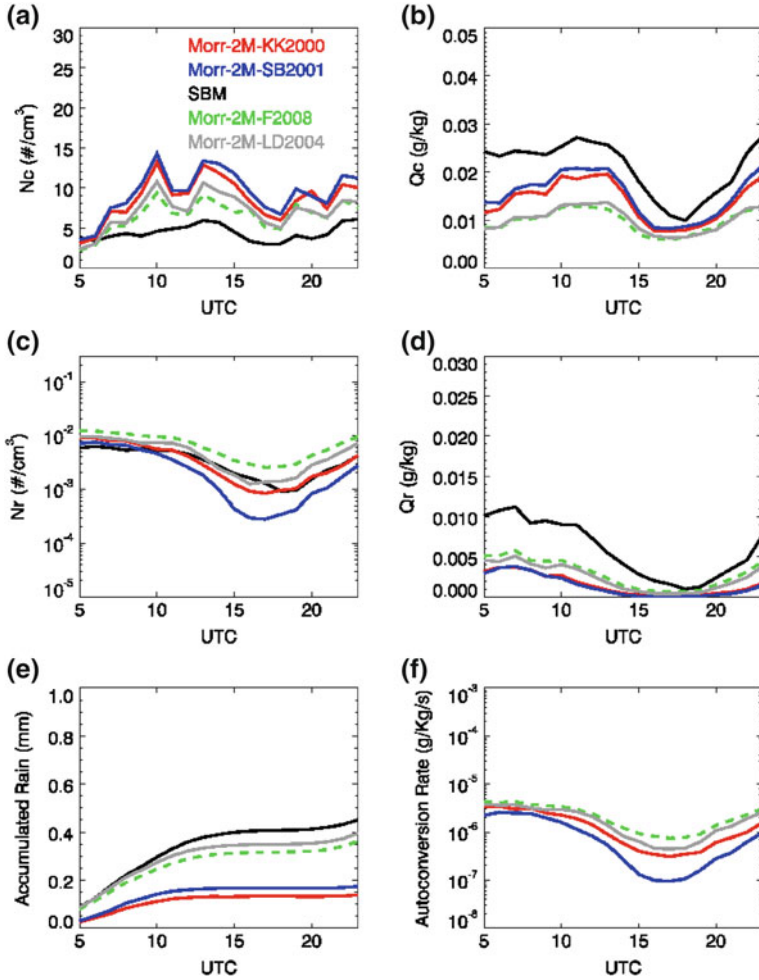 (a)
30
25
20
15
10
5
0
Nc (#/cm³)
Morr-2M-KK2000
Morr-2M-SB2001
SBM
Morr-2M-F2008
Morr-2M-LD2004
5 10 15 20
UTC
(b)
0.05
0.04
0.03
0.02
0.01
0.00
Qc (g/kg)
5 10 15 20
UTC
(c)
10⁻¹
10⁻²
10⁻³
10⁻⁴
10⁻⁵
Nr (#/cm³)
5 10 15 20
UTC
(d)
0.030
0.025
0.020
0.015
0.010
0.005
0.000
Qr (g/kg)
5 10 15 20
UTC
(e)
1.0
0.8
0.6
0.4
0.2
0.0
Accumulated Rain (mm)
5 10 15 20
UTC
(f)
10⁻³
10⁻⁴
10⁻⁵
10⁻⁶
10⁻⁷
10⁻⁸
Autoconversion Rate (g/Kg/s)
5 10 15 20
UTC